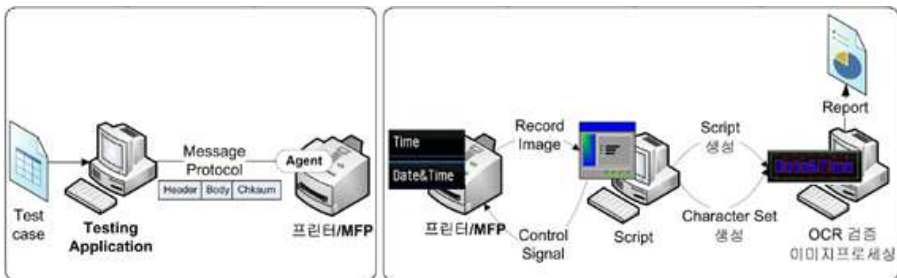 Test
case
Testing
Application
Message
Protocol
Header Body Chksum
Agent
프린터/MFP
Time
Date&Time
프린터/MFP
Record
Image
Control
Signal
Script
Script
생성
Character Set
생성
Report
Date&Time
OCR 검증
이미지프로세싱